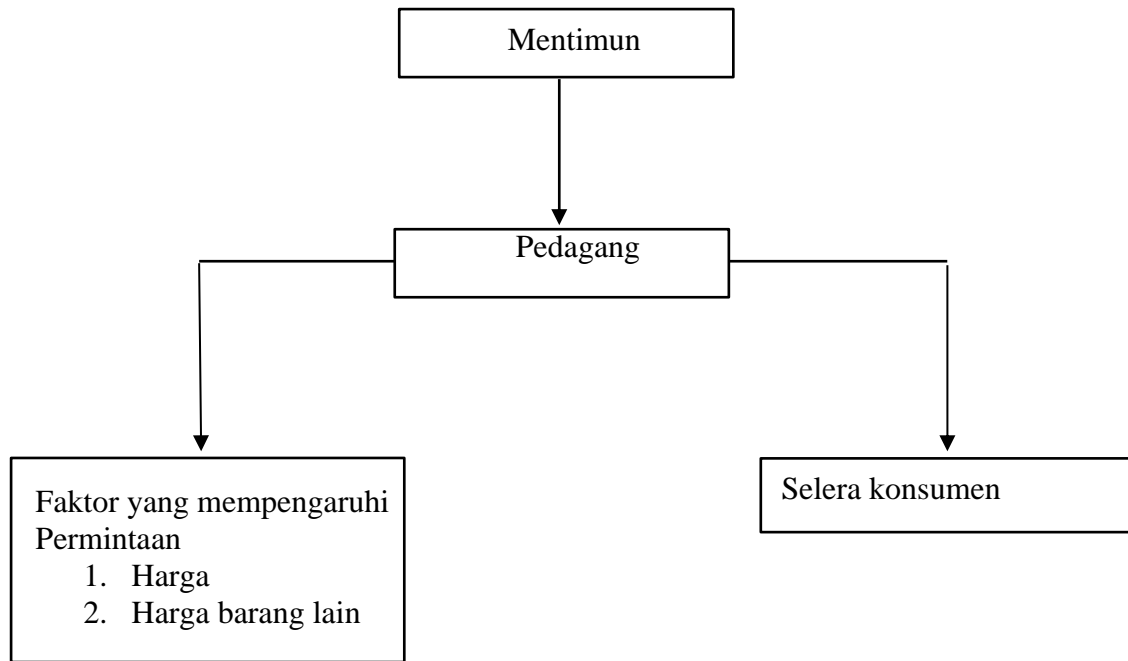 Mentimun
Pedagang
Faktor yang mempengaruhi
Permintaan
1. Harga
2. Harga barang lain
Selera konsumen